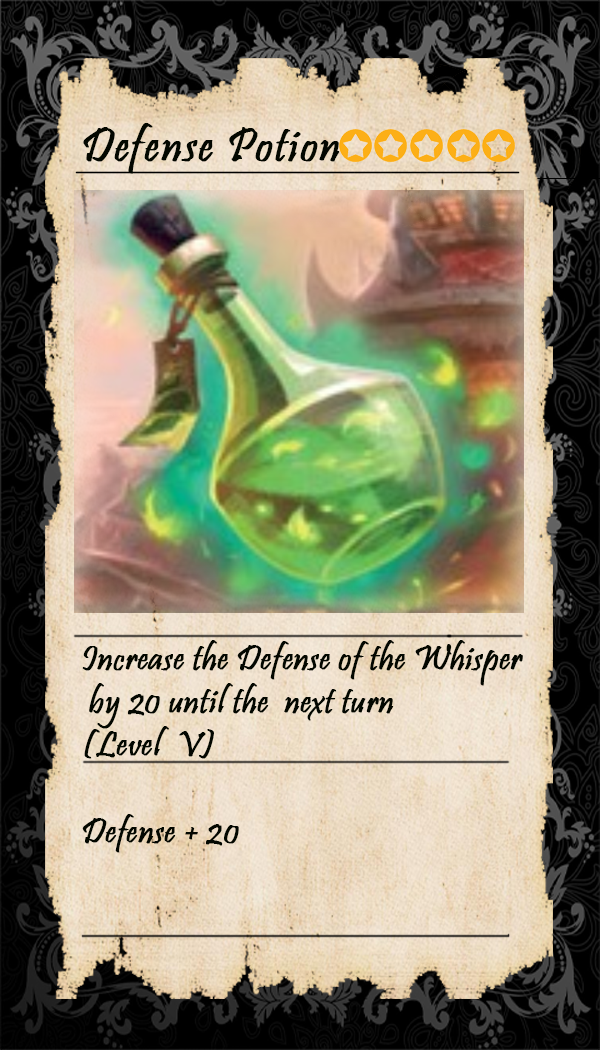 Defense Potion
Increase the Defense of the Whisper
by 20 until the next turn
(Level V)
Defense + 20